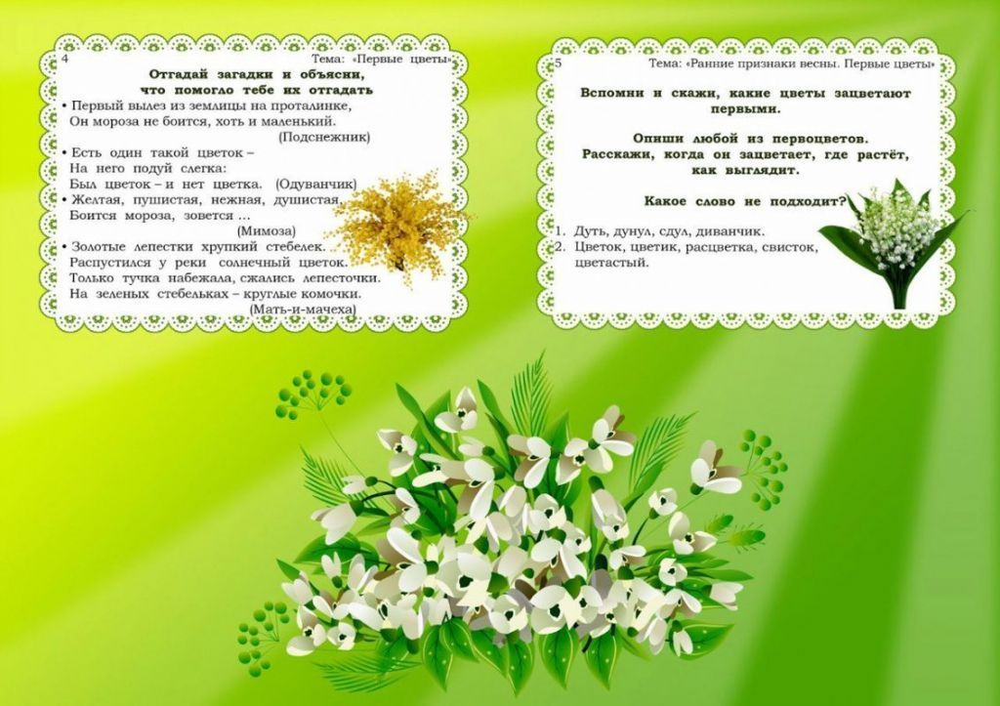 4
Тема: «Первые цветы»
Отгадай загадки и объясни,
что помогло тебе их отгадать
• Первый вылез из землицы на проталинке,
Он мороза не боится, хоть и маленький.
(Подснежник)
• Есть один такой цветок –
На него подуй слегка:
Был цветок – и нет цветка. (Одуванчик)
• Желтая, пушистая, нежная, душистая,
Боится мороза, зовется ...
(Мимоза)
• Золотые лепестки хрупкий стебелек.
Распустился у реки солнечный цветок.
Только тучка набежала, сжались лепесточки.
На зеленых стебельках – круглые комочки.
(Мать-и-мачеха)
5
Тема: «Ранние признаки весны. Первые цветы»
Вспомни и скажи, какие цветы зацветают
первыми.
Опиши любой из первоцветов.
Расскажи, когда он зацветает, где растёт,
как выглядит.
Какое слово не подходит?
1. Дуть, дунул, сдул, диванчик.
2. Цветок, цветик, расцветка, свисток,
цветастый.